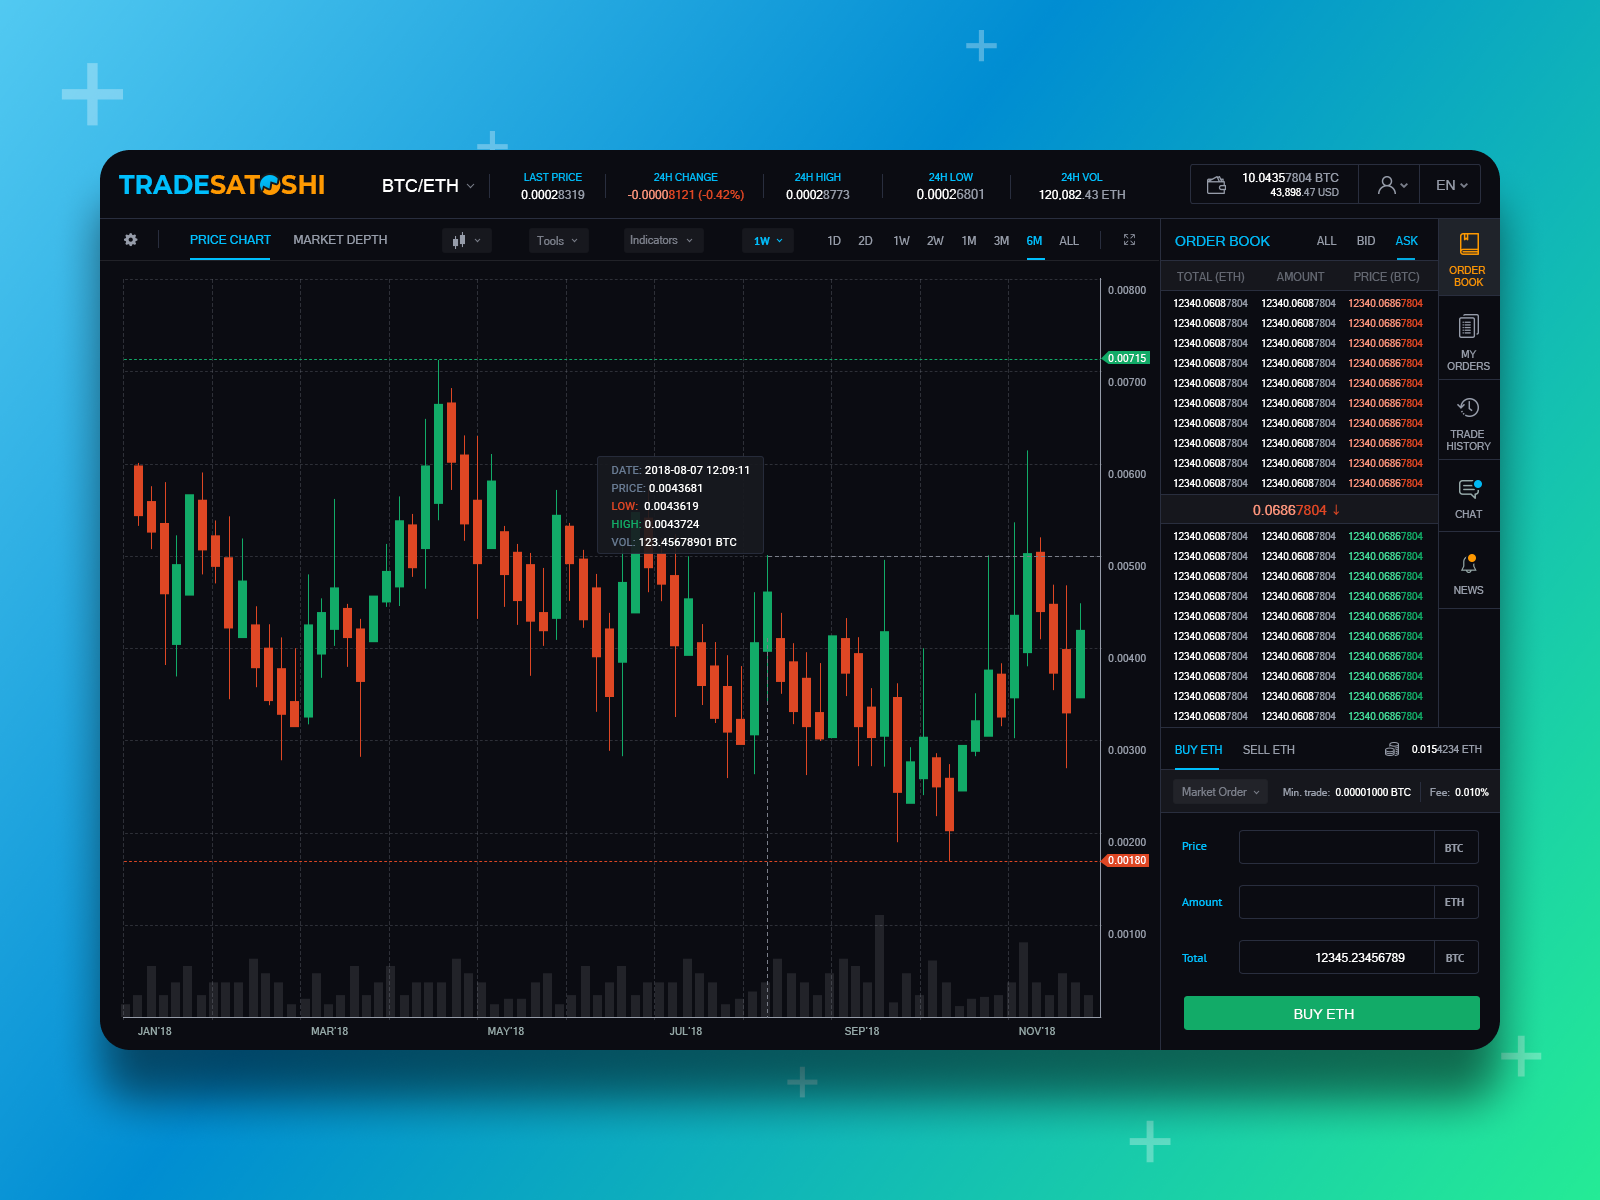 TRADESATOSHI
BTC/ETH
LAST PRICE
0.00028319
24H CHANGE
-0.00008121 (-0.42%)
24H HIGH
0.00028773
24H LOW
0.00026801
24H VOL
120,082.43 ETH
10.04357804 BTC
43,898.47 USD
EN
PRICE CHART MARKET DEPTH
Tools
Indicators
1W
1D 2D 1W 2W 1M 3M 6M ALL
0.00800
0.00715
0.00700
0.00600
0.00500
0.00400
0.00300
0.00200
0.00180
0.00100
DATE: 2018-08-07 12:09:11
PRICE: 0.0043681
LOW: 0.0043619
HIGH: 0.0043724
VOL: 123.45678901 BTC
JAN'18 MAR'18 MAY'18 JUL'18 SEP'18 NOV'18
ORDER BOOK ALL BID ASK
TOTAL (ETH) AMOUNT PRICE (BTC)
12340.06087804 12340.06087804 12340.06867804
12340.06087804 12340.06087804 12340.06867804
12340.06087804 12340.06087804 12340.06867804
12340.06087804 12340.06087804 12340.06867804
12340.06087804 12340.06087804 12340.06867804
12340.06087804 12340.06087804 12340.06867804
12340.06087804 12340.06087804 12340.06867804
12340.06087804 12340.06087804 12340.06867804
12340.06087804 12340.06087804 12340.06867804
12340.06087804 12340.06087804 12340.06867804
0.06867804 ↓
12340.06087804 12340.06087804 12340.06867804
12340.06087804 12340.06087804 12340.06867804
12340.06087804 12340.06087804 12340.06867804
12340.06087804 12340.06087804 12340.06867804
12340.06087804 12340.06087804 12340.06867804
12340.06087804 12340.06087804 12340.06867804
12340.06087804 12340.06087804 12340.06867804
12340.06087804 12340.06087804 12340.06867804
12340.06087804 12340.06087804 12340.06867804
12340.06087804 12340.06087804 12340.06867804
ORDER
BOOK
MY
ORDERS
TRADE
HISTORY
CHAT
NEWS
BUY ETH SELL ETH 0.0154234 ETH
Market Order Min. trade: 0.00001000 BTC Fee: 0.010%
Price BTC
Amount ETH
Total 12345.23456789 BTC
BUY ETH